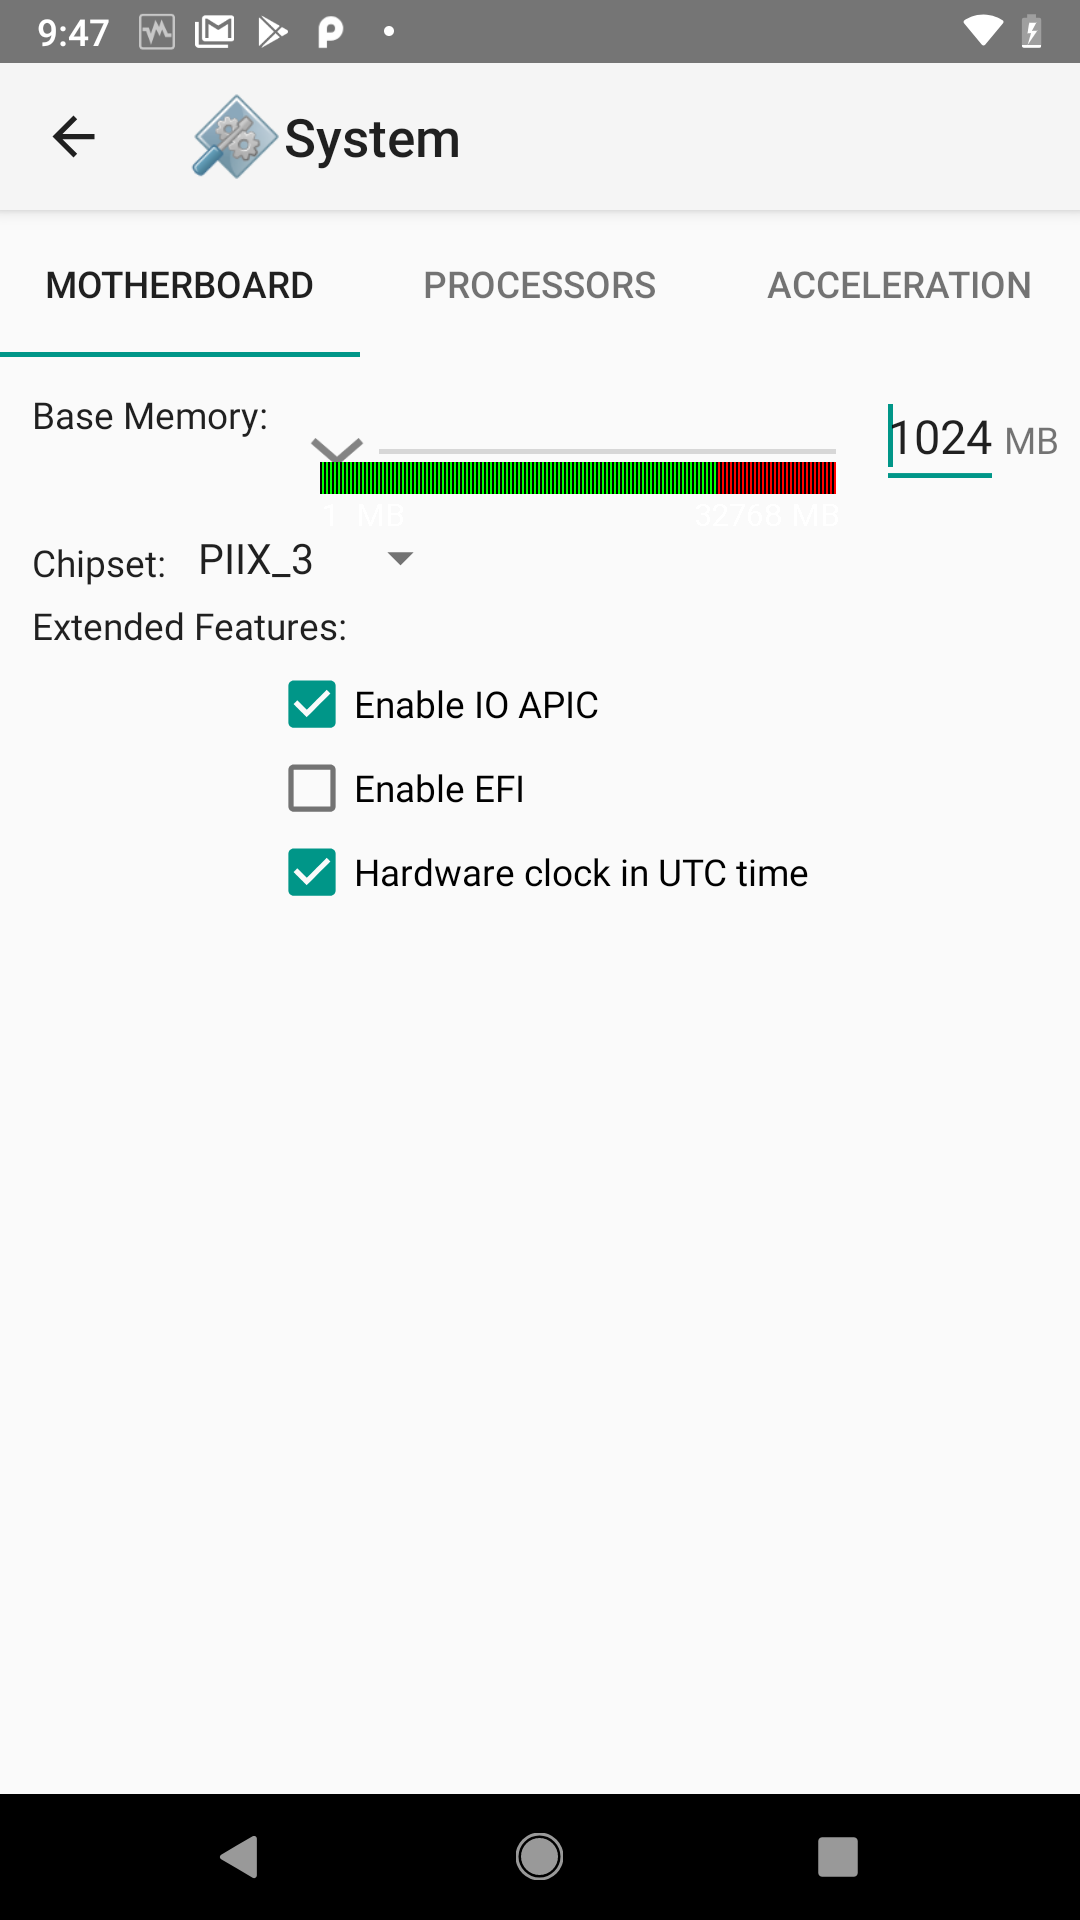 9:47
System
MOTHERBOARD PROCESSORS ACCELERATION
Base Memory:
1024 MB
1 MB 32768 MB
Chipset: PIIX_3
Extended Features:
Enable IO APIC
Enable EFI
Hardware clock in UTC time